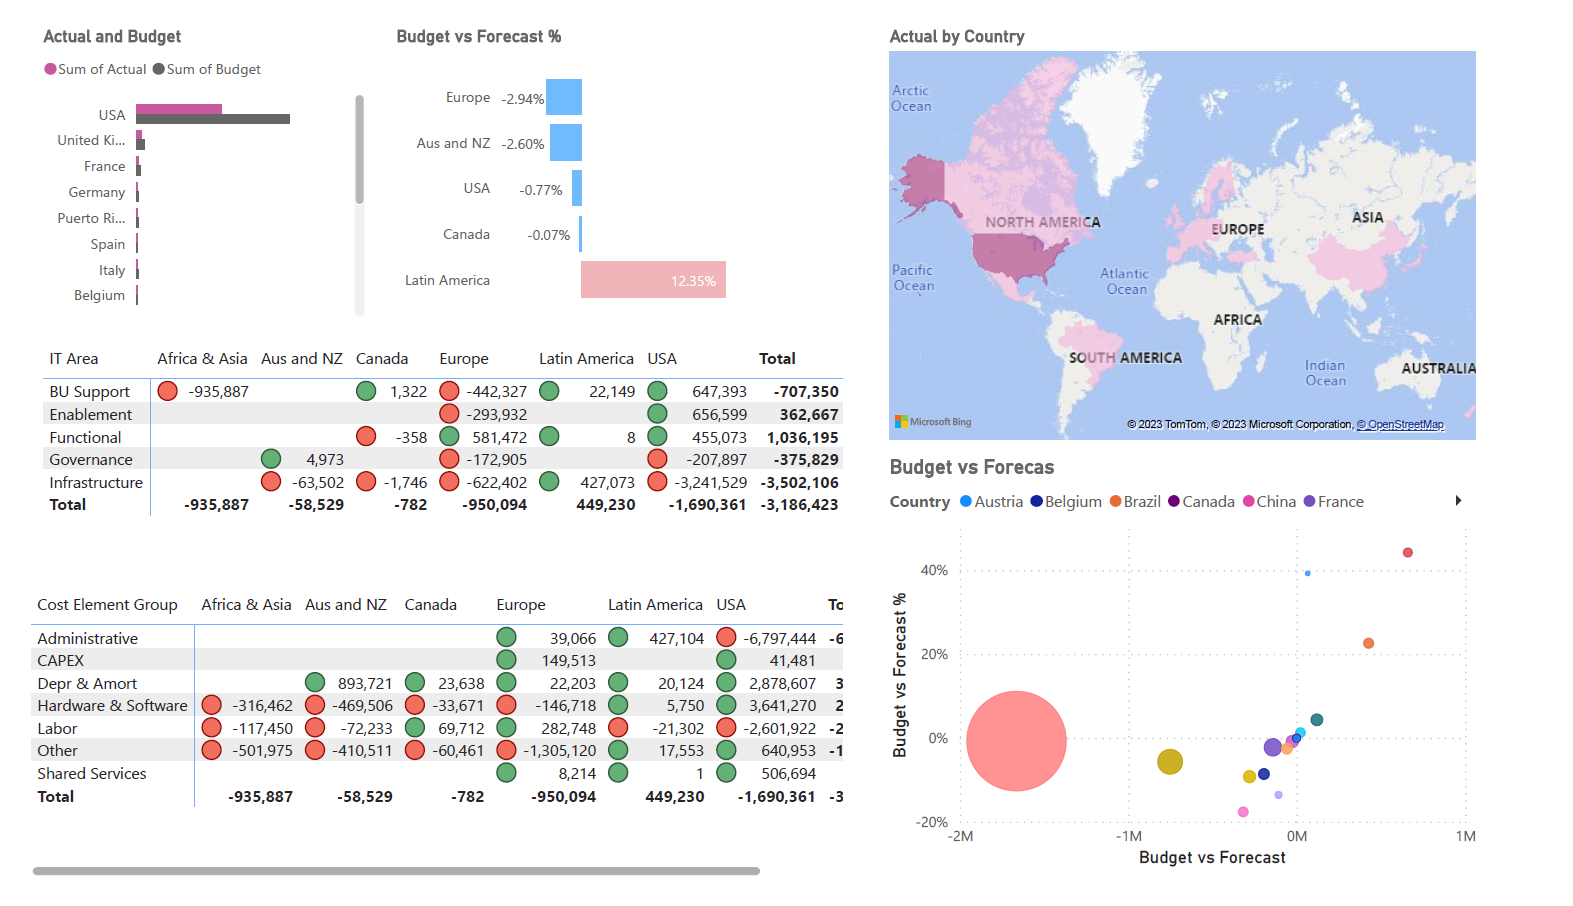 Actual and Budget
Sum of Actual Sum of Budget
USA
United Ki...
France
Germany
Puerto Ri...
Spain
Italy
Belgium
Budget vs Forecast %
Europe -2.94%
Aus and NZ -2.60%
USA -0.77%
Canada -0.07%
Latin America 12.35%
Actual by Country
Arctic
Ocean
NORTH AMERICA
EUROPE
ASIA
Pacific
Ocean
Atlantic
Ocean
AFRICA
SOUTH AMERICA
Indian
Ocean
AUSTRALIA
Microsoft Bing
© 2023 TomTom, © 2023 Microsoft Corporation, © OpenStreetMap
IT Area Africa & Asia Aus and NZ Canada Europe Latin America USA Total
BU Support -935,887 1,322 -442,327 22,149 647,393 -707,350
Enablement -293,932 656,599 362,667
Functional -358 581,472 8 455,073 1,036,195
Governance 4,973 -172,905 -207,897 -375,829
Infrastructure -63,502 -1,746 -622,402 427,073 -3,241,529 -3,502,106
Total -935,887 -58,529 -782 -950,094 449,230 -1,690,361 -3,186,423
Cost Element Group Africa & Asia Aus and NZ Canada Europe Latin America USA To
Administrative 39,066 427,104 -6,797,444 -6
CAPEX 149,513 41,481
Depr & Amort 893,721 23,638 22,203 20,124 2,878,607 3
Hardware & Software -316,462 -469,506 -33,671 -146,718 5,750 3,641,270 2
Labor -117,450 -72,233 69,712 282,748 -21,302 -2,601,922 -2
Other -501,975 -410,511 -60,461 -1,305,120 17,553 640,953 -1
Shared Services 8,214 1 506,694
Total -935,887 -58,529 -782 -950,094 449,230 -1,690,361 -3
Budget vs Forecas
Country Austria Belgium Brazil Canada China France
Budget vs Forecast %
40%
20%
0%
-20%
-2M -1M 0M 1M
Budget vs Forecast